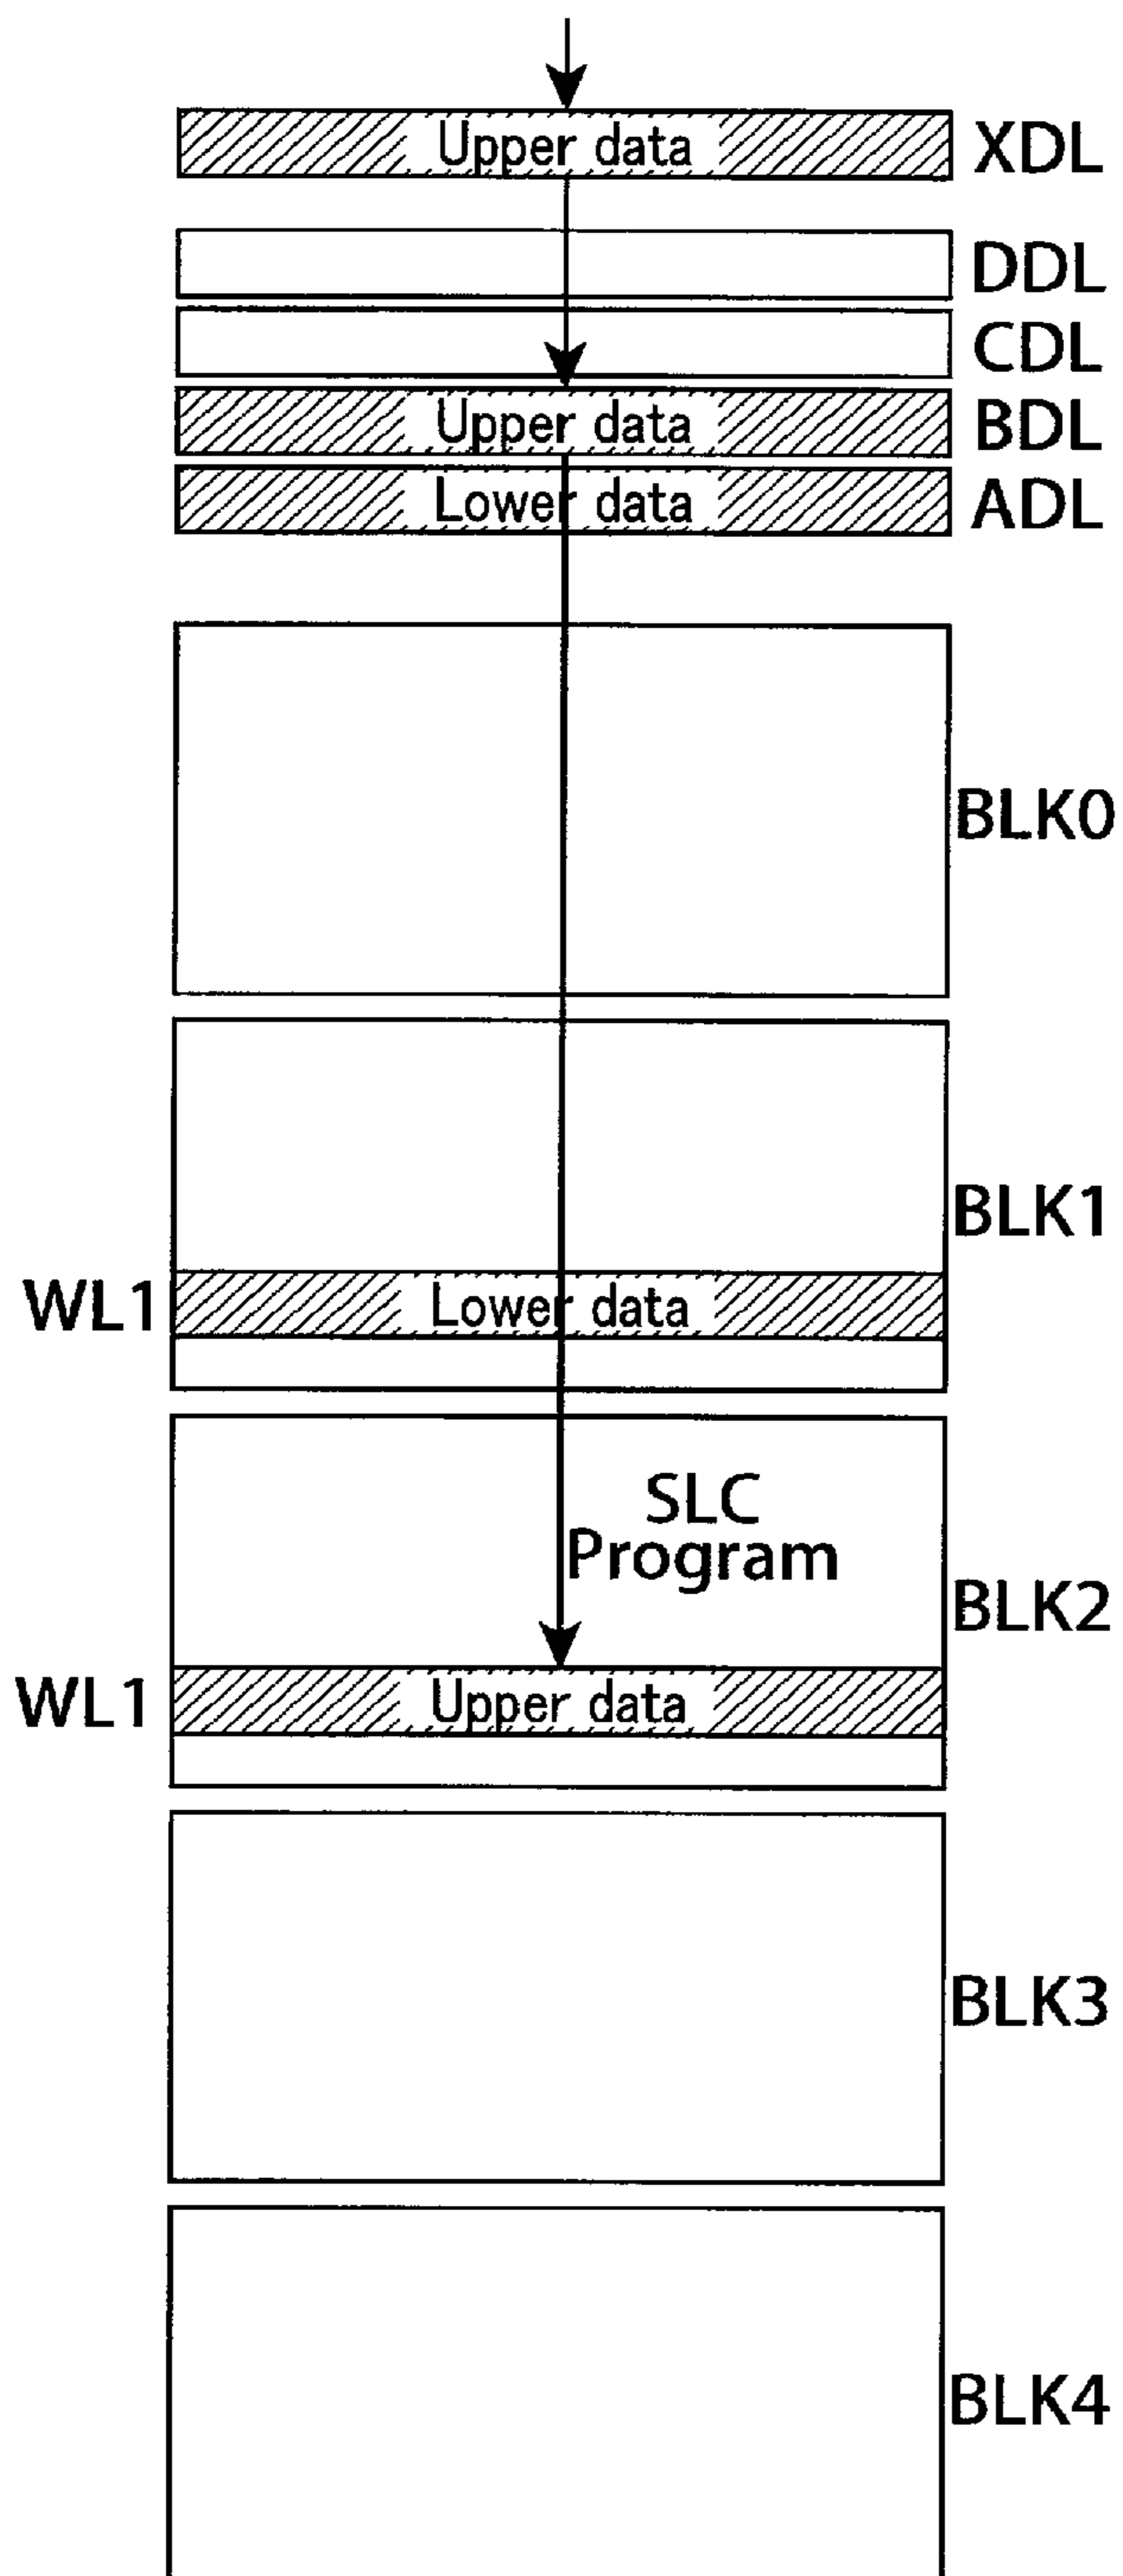 Upper data XDL
DDL
CDL
Upper data BDL
Lower data ADL
BLK0
BLK1
WL1 Lower data
SLC
Program
BLK2
WL1 Upper data
BLK3
BLK4